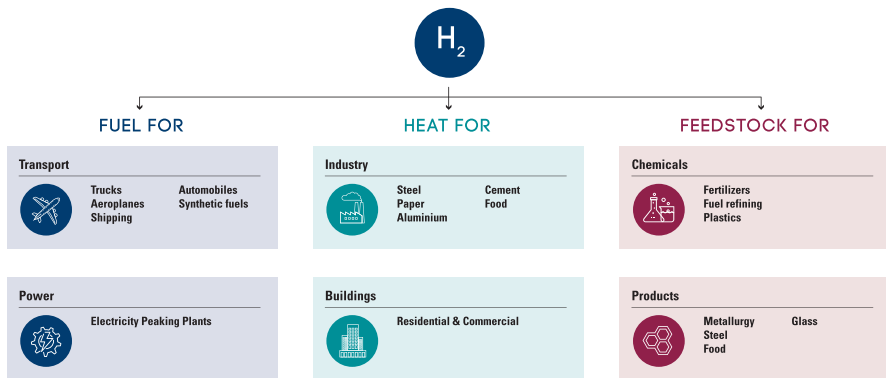 H2
FUEL FOR
HEAT FOR
FEEDSTOCK FOR
Transport
Trucks
Aeroplanes
Shipping
Automobiles
Synthetic fuels
Industry
Steel
Paper
Aluminium
Cement
Food
Chemicals
Fertilizers
Fuel refining
Plastics
Power
Electricity Peaking Plants
Buildings
Residential & Commercial
Products
Metallurgy
Steel
Food
Glass